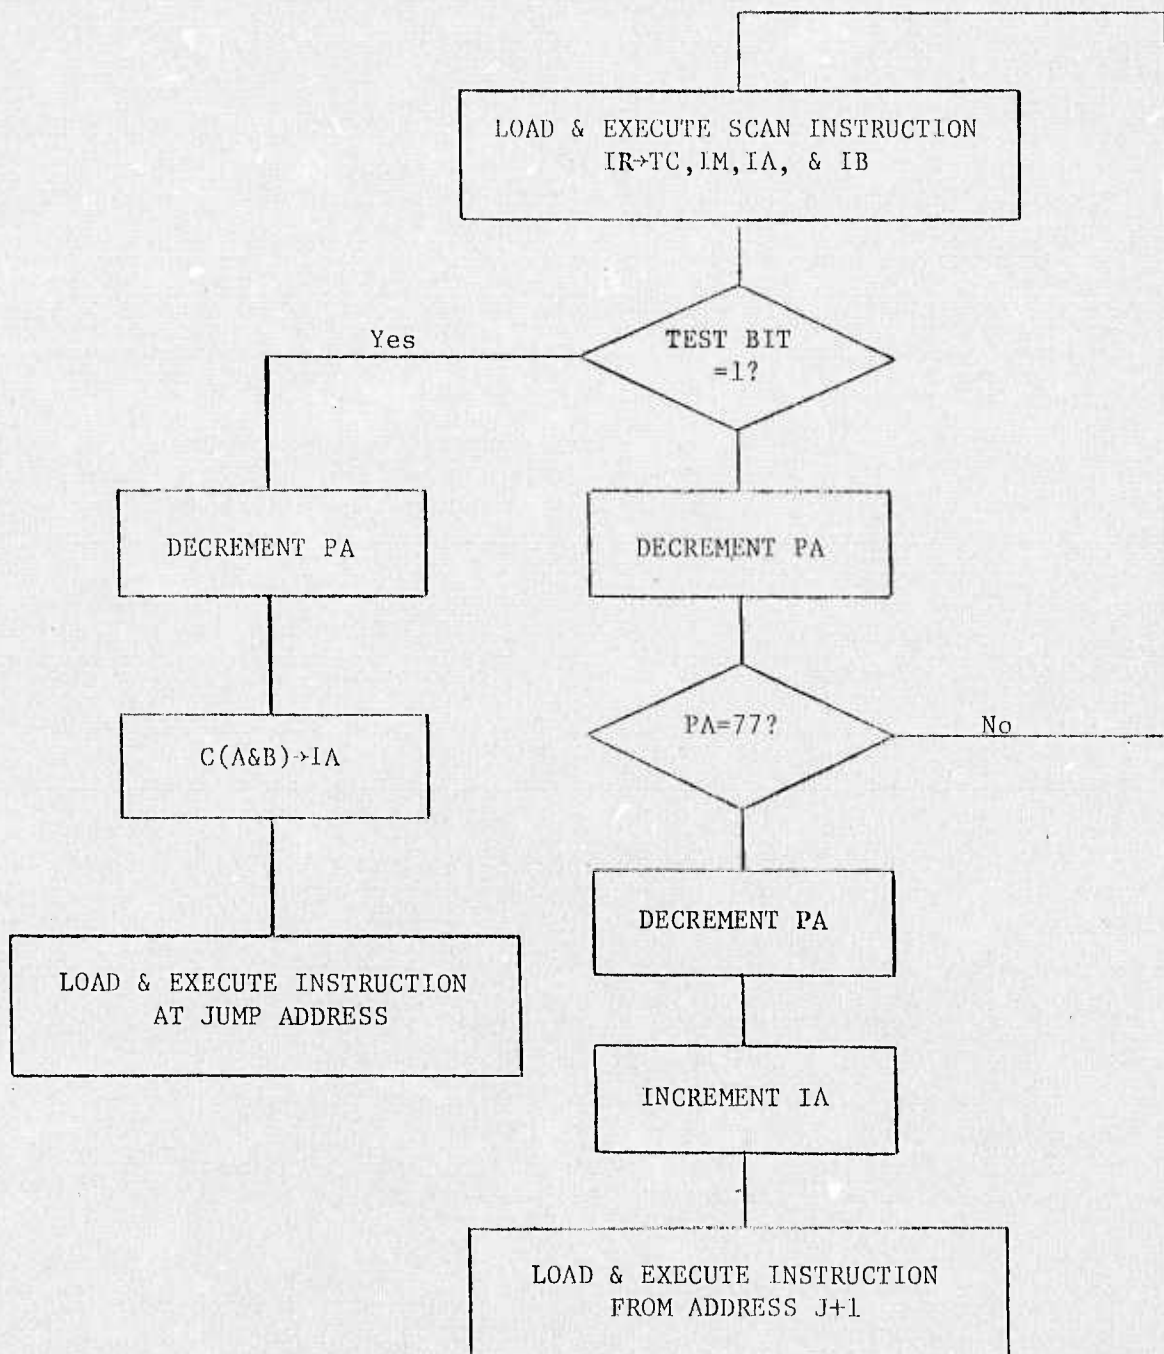 LOAD & EXECUTE SCAN INSTRUCTION
IR→TC,IM,IA, & IB
TEST BIT
=1?
Yes
DECREMENT PA
DECREMENT PA
PA=77?
No
C(A&B)→IA
DECREMENT PA
LOAD & EXECUTE INSTRUCTION
AT JUMP ADDRESS
INCREMENT IA
LOAD & EXECUTE INSTRUCTION
FROM ADDRESS J+1